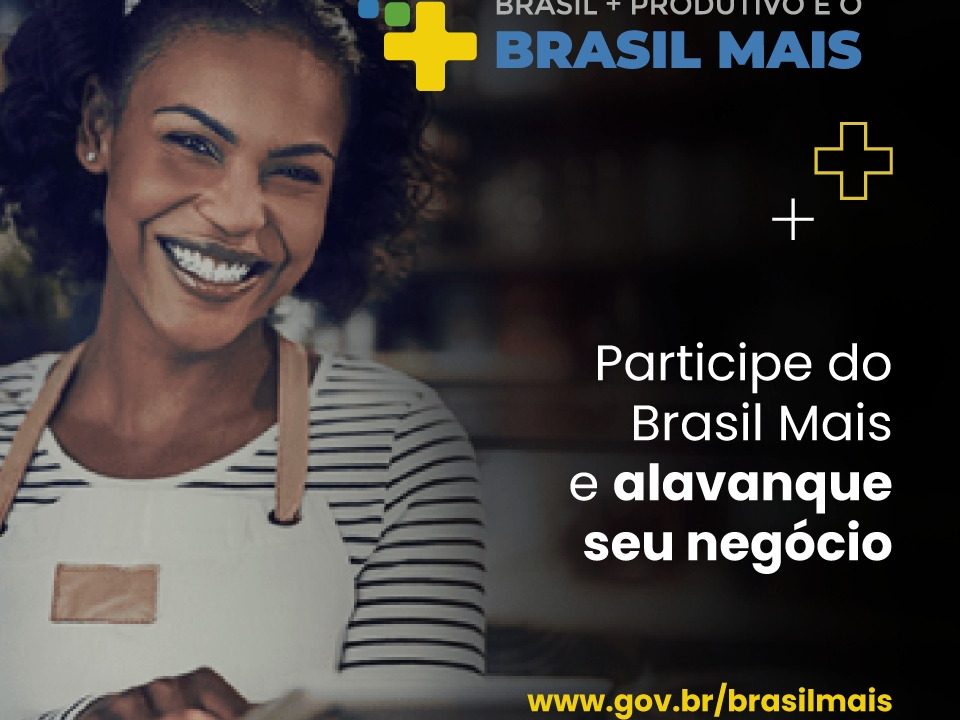 BRASIL + PRODUTIVO É O
BRASIL MAIS
Participe do
Brasil Mais
e alavanque
seu negócio
www.gov.br/brasilmais